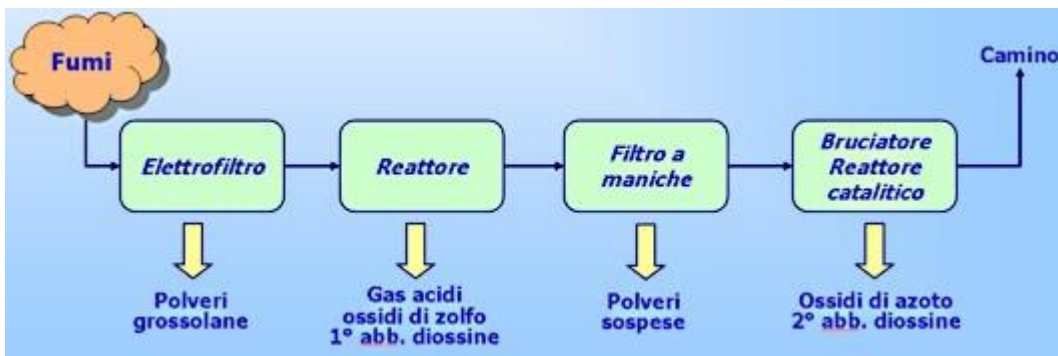 Fumi
Camino
Elettrofiltro
Reattore
Filtro a
maniche
Bruciatore
Reattore
catalitico
Polveri
grossolane
Gas acidi
ossidi di zolfo
1° abb. diossine
Polveri
sospese
Ossidi di azoto
2° abb. diossine